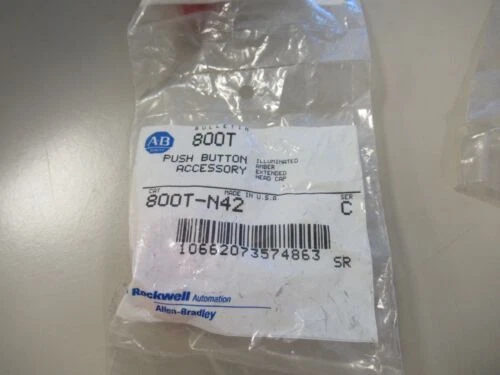 BULLETIN
AB 800T
PUSH BUTTON ACCESSORY
ILLUMINATED
AMBER
EXTENDED
HEAD CAP
CAT MADE IN U.S.A. SER
800T-N42 C
10662073574863 SR
Rockwell Automation
Allen-Bradley